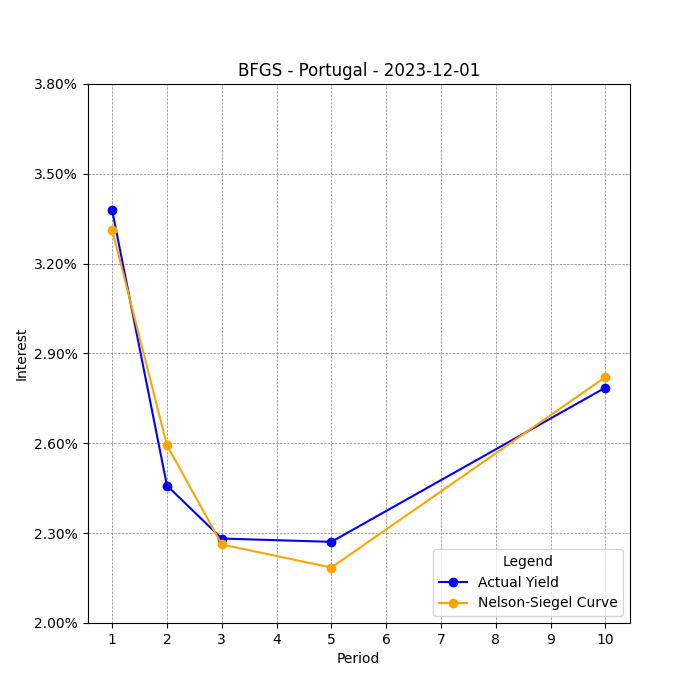 BFGS - Portugal - 2023-12-01
3.80%
3.50%
3.20%
2.90%
2.60%
2.30%
2.00%
Interest
1 2 3 4 5 6 7 8 9 10
Period
Legend
Actual Yield
Nelson-Siegel Curve